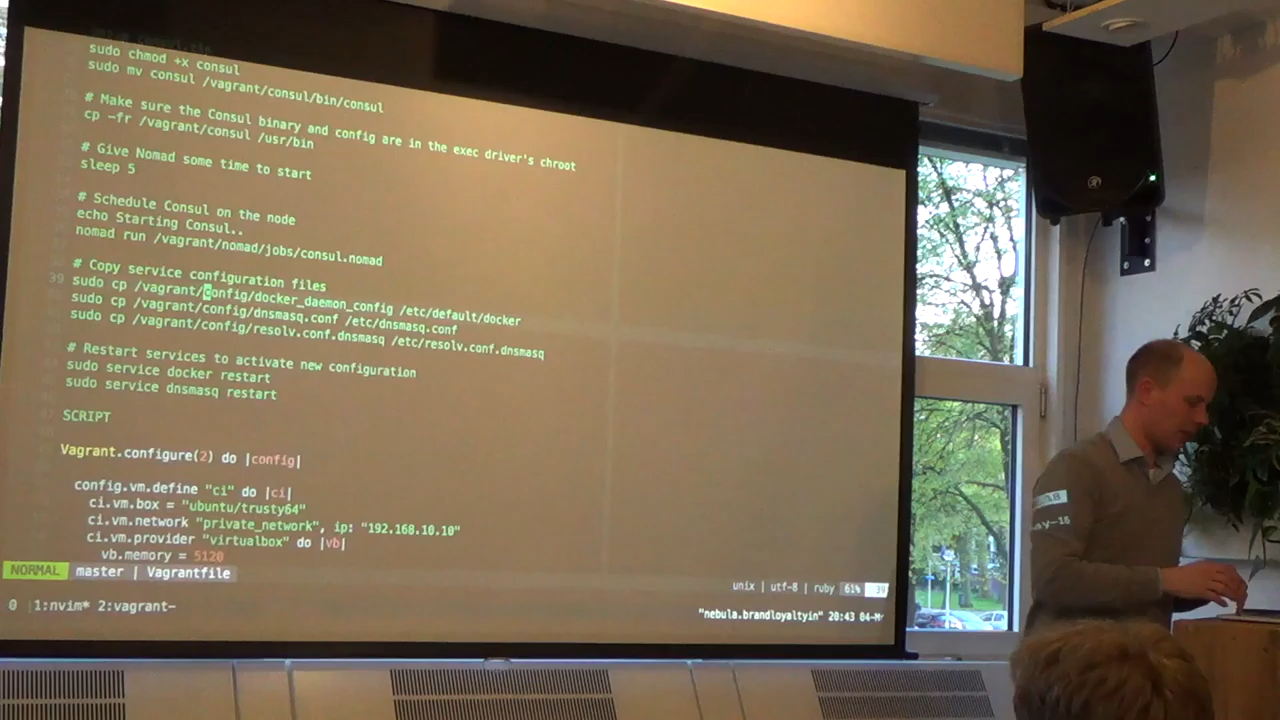 sudo chmod +x consul
sudo mv consul /vagrant/consul/bin/consul
# Make sure the Consul binary and config are in the exec driver's chroot
cp -fr /vagrant/consul /usr/bin
# Give Nomad some time to start
sleep 5
# Schedule Consul on the node
echo Starting Consul..
nomad run /vagrant/nomad/jobs/consul.nomad
# Copy service configuration files
39 sudo cp /vagrant/config/docker_daemon_config /etc/default/docker
sudo cp /vagrant/config/dnsmasq.conf /etc/dnsmasq.conf
sudo cp /vagrant/config/resolv.conf.dnsmasq /etc/resolv.conf.dnsmasq
# Restart services to activate new configuration
sudo service docker restart
sudo service dnsmasq restart
SCRIPT
Vagrant.configure(2) do |config|
config.vm.define "ci" do |ci|
ci.vm.box = "ubuntu/trusty64"
ci.vm.network "private_network", ip: "192.168.10.10"
ci.vm.provider "virtualbox" do |vb|
vb.memory = 5120
NORMAL master | Vagrantfile unix | utf-8 | ruby 61% 39
0 |1:nvim* 2:vagrant- "nebula.brandloyaltyin" 20:43 04-M